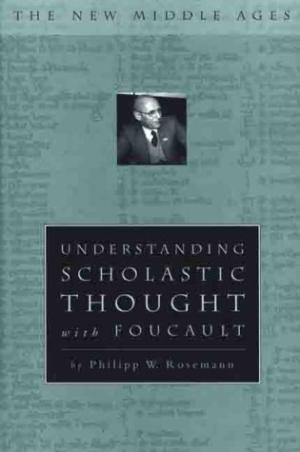 THE NEW MIDDLE AGES
UNDERSTANDING
SCHOLASTIC
THOUGHT
with FOUCAULT
by Philipp W. Rosemann